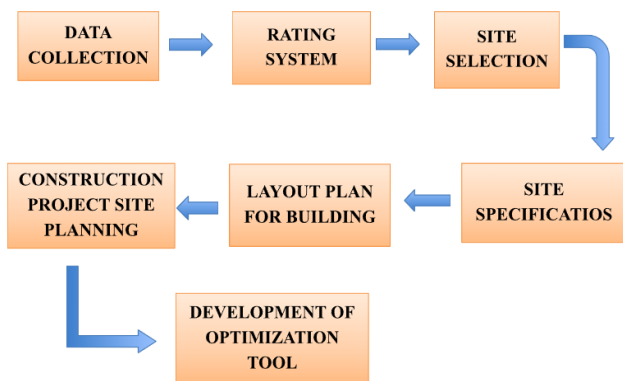 DATA
COLLECTION
RATING
SYSTEM
SITE
SELECTION
SITE
SPECIFICATIOS
LAYOUT PLAN
FOR BUILDING
CONSTRUCTION
PROJECT SITE
PLANNING
DEVELOPMENT OF
OPTIMIZATION
TOOL